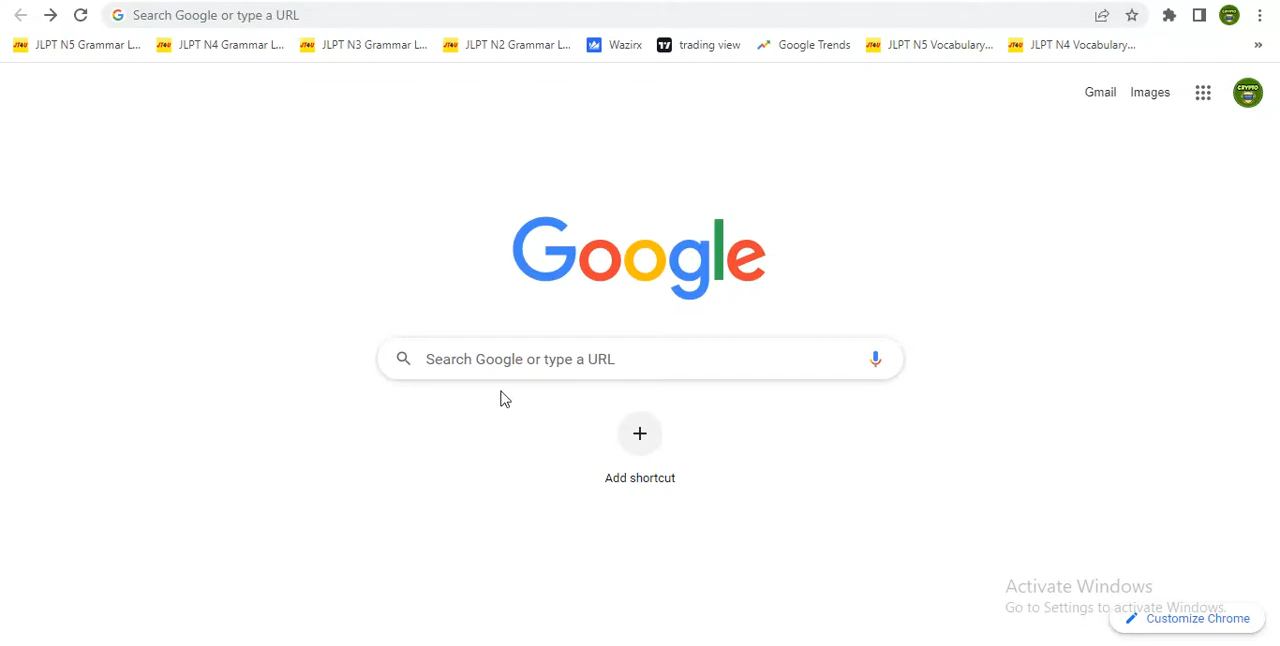 Search Google or type a URL
JLPT N5 Grammar L... JLPT N4 Grammar L... JLPT N3 Grammar L... JLPT N2 Grammar L... Wazirx trading view Google Trends JLPT N5 Vocabulary... JLPT N4 Vocabulary... »
Gmail Images
Google
Search Google or type a URL
Add shortcut
Activate Windows
Go to Settings to activate Windows.
Customize Chrome